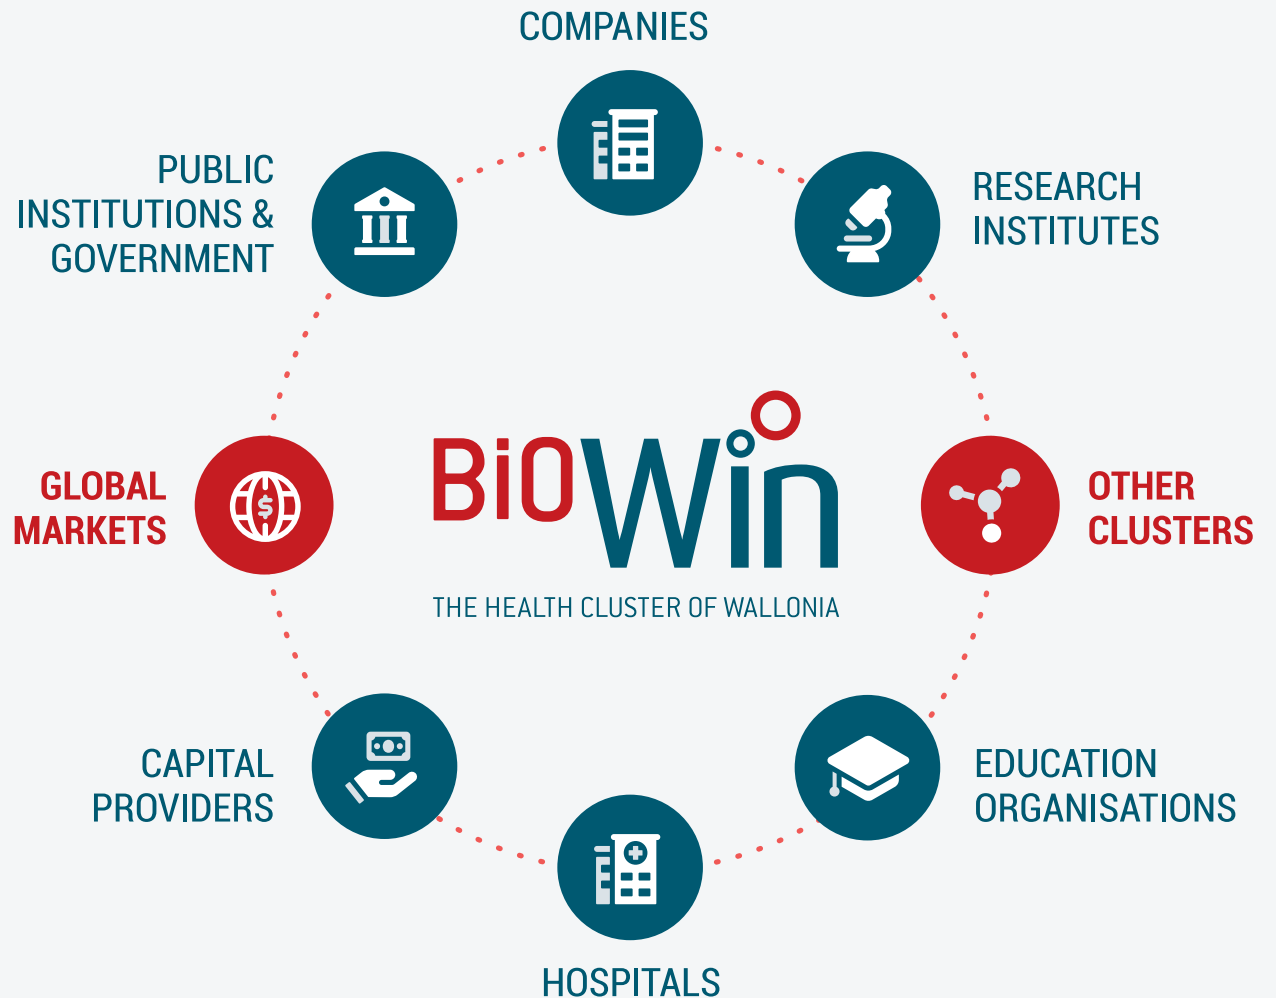 COMPANIES
PUBLIC
INSTITUTIONS &
GOVERNMENT
RESEARCH
INSTITUTES
GLOBAL
MARKETS
$
BiOWin
THE HEALTH CLUSTER OF WALLONIA
OTHER
CLUSTERS
CAPITAL
PROVIDERS
EDUCATION
ORGANISATIONS
HOSPITALS